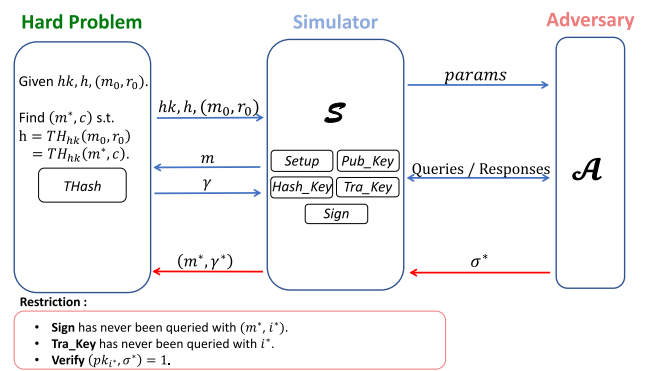 Hard Problem
Simulator
Adversary
Given hk, h, (m₀, r₀).
Find (m*, c) s.t.
h = TH_hk(m₀, r₀)
= TH_hk(m*, c).
THash
hk, h, (m₀, r₀)
m
γ
(m*, γ*)
𝓢
Setup
Pub_Key
Hash_Key
Tra_Key
Sign
params
Queries / Responses
σ*
𝓐
Restriction :
• Sign has never been queried with (m*, i*).
• Tra_Key has never been queried with i*.
• Verify (pk_i*, σ*) = 1.